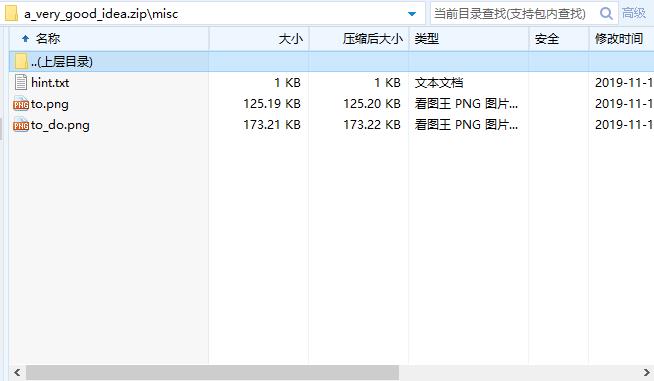 a_very_good_idea.zip\misc 当前目录查找(支持包内查找) 高级
名称 大小 压缩后大小 类型 安全 修改时间
..(上层目录)
hint.txt 1 KB 1 KB 文本文档 2019-11-1
PNG to.png 125.19 KB 125.20 KB 看图王 PNG 图片... 2019-11-1
PNG to_do.png 173.21 KB 173.22 KB 看图王 PNG 图片... 2019-11-1